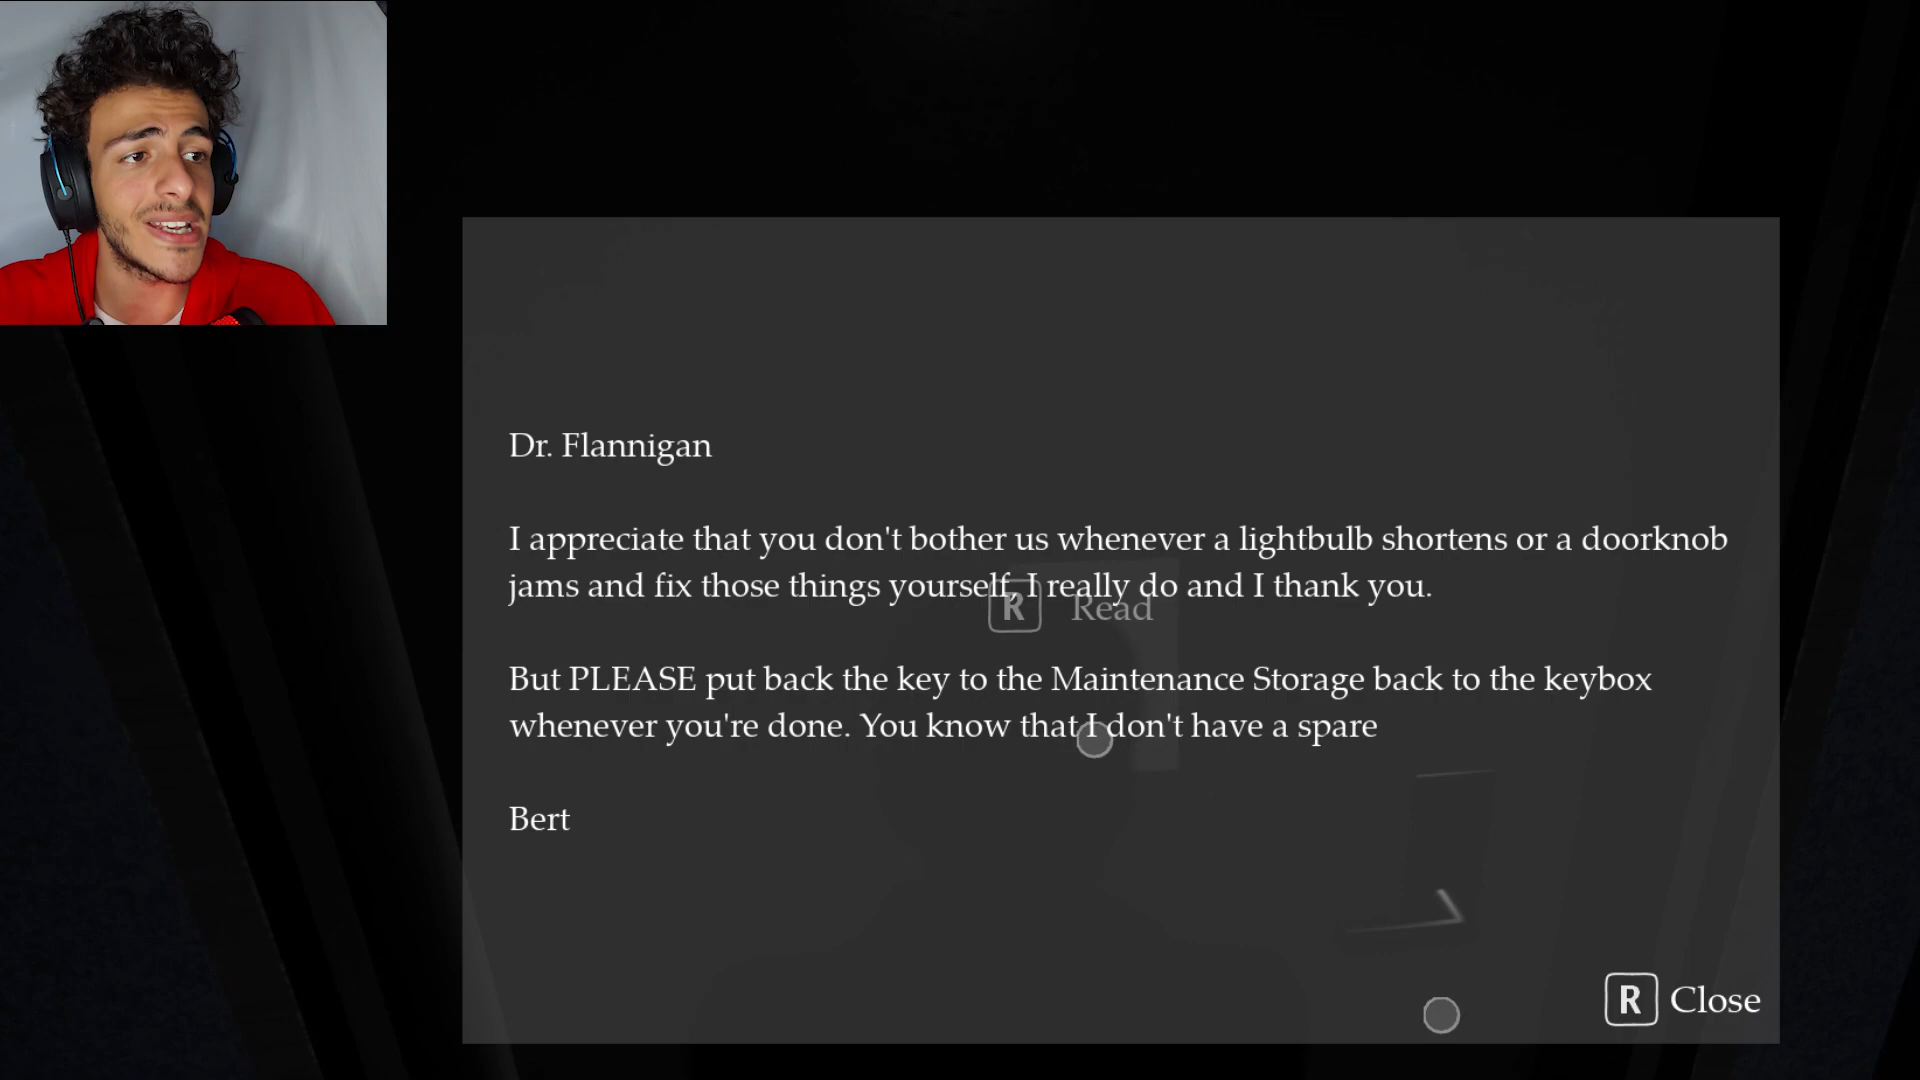 Dr. Flannigan
I appreciate that you don't bother us whenever a lightbulb shortens or a doorknob
jams and fix those things yourself, I really do and I thank you.
R Read
But PLEASE put back the key to the Maintenance Storage back to the keybox
whenever you're done. You know that I don't have a spare
Bert
R Close